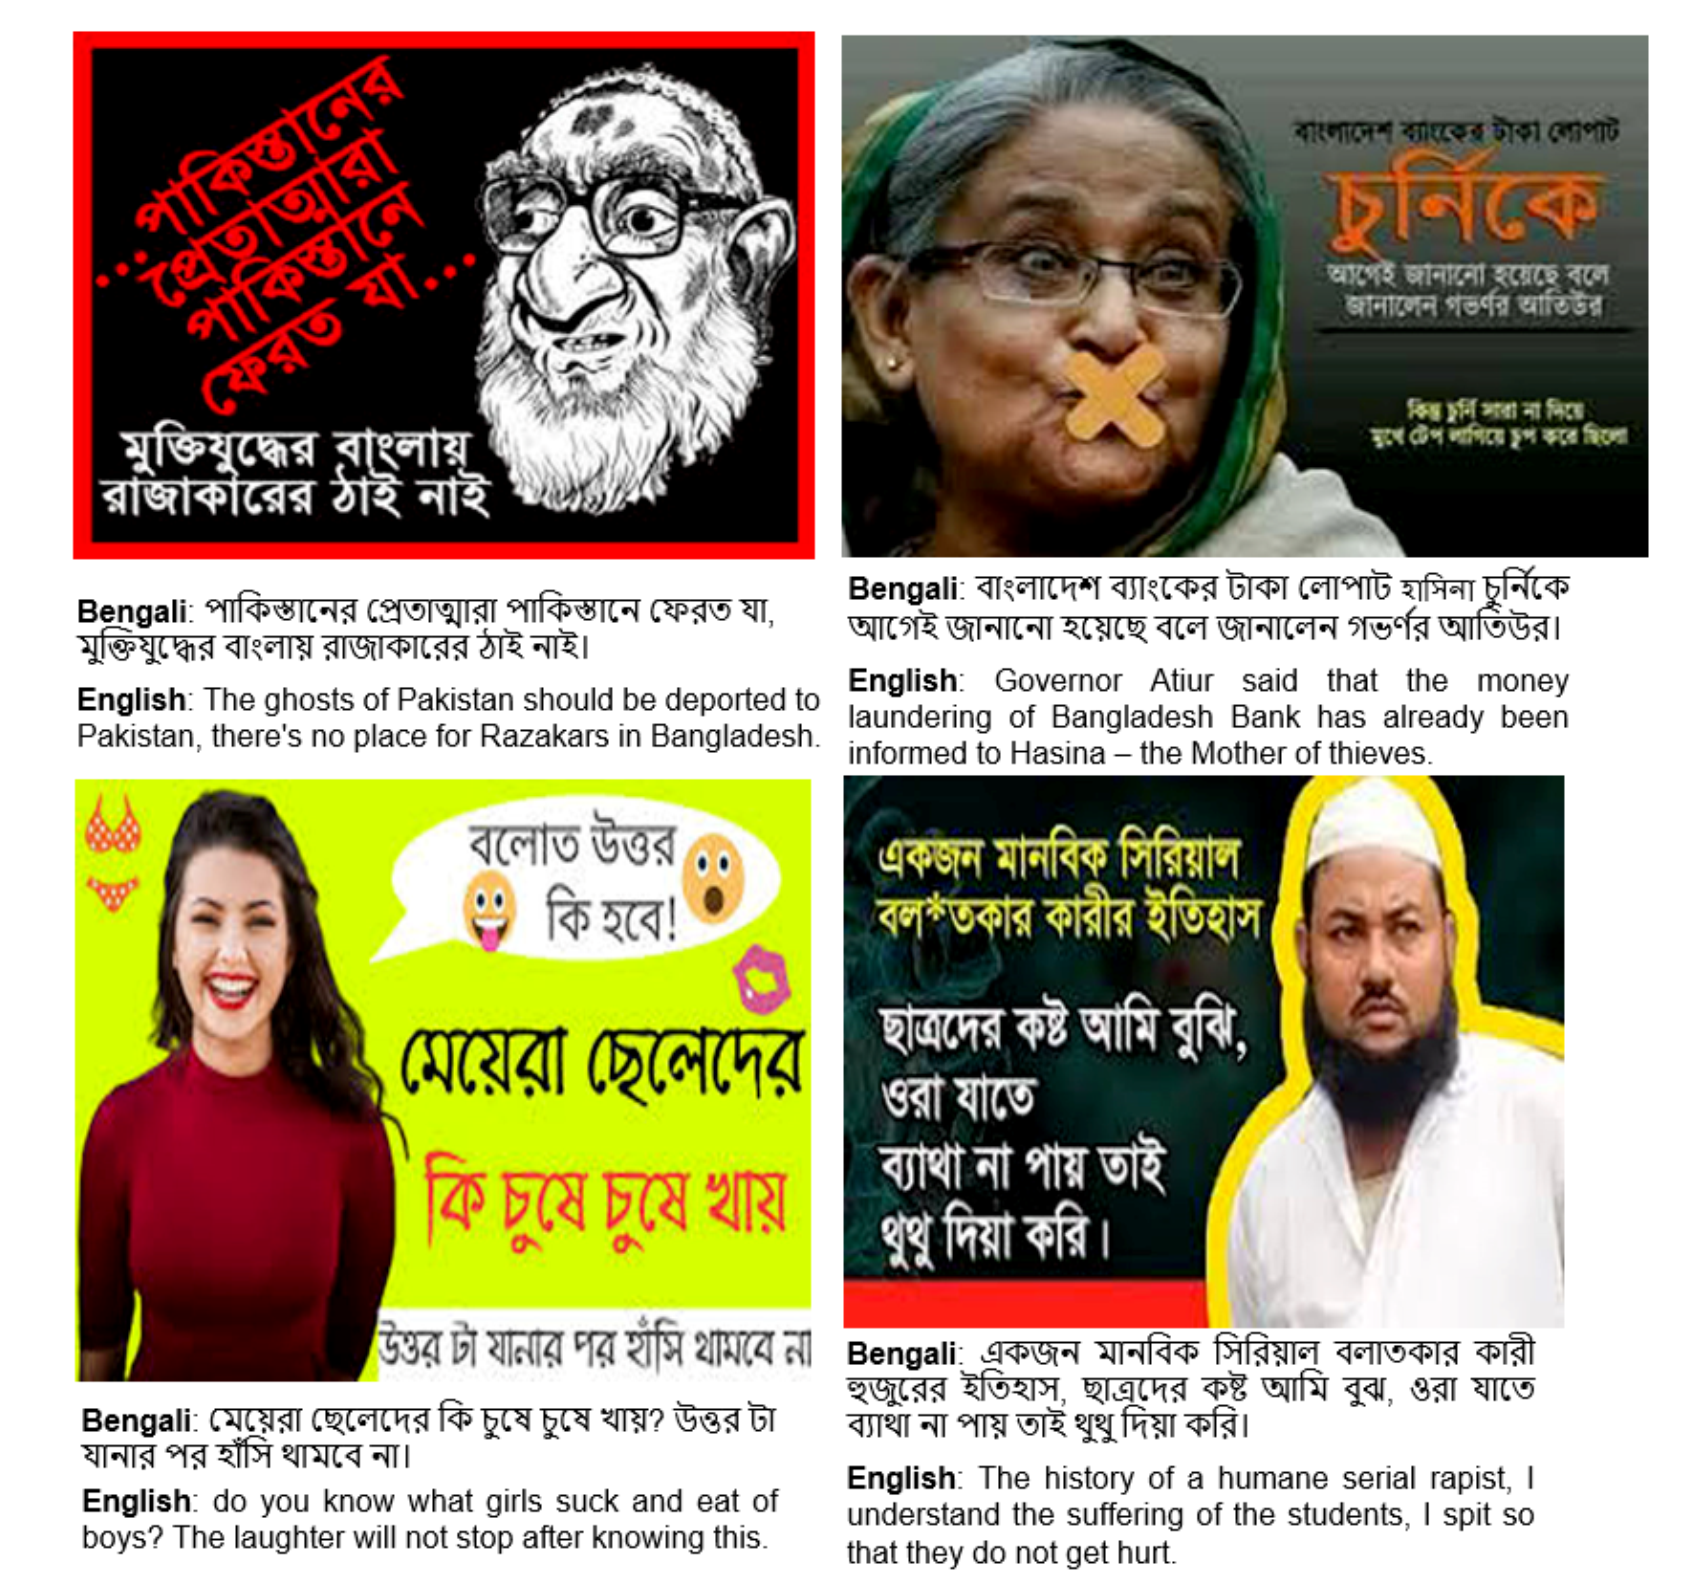 ...পাকিস্তানের
প্রেতাত্মারা
পাকিস্তানে
ফেরত যা...
মুক্তিযুদ্ধের বাংলায়
রাজাকারের ঠাই নাই
Bengali: পাকিস্তানের প্রেতাত্মারা পাকিস্তানে ফেরত যা,
মুক্তিযুদ্ধের বাংলায় রাজাকারের ঠাই নাই।
English: The ghosts of Pakistan should be deported to
Pakistan, there's no place for Razakars in Bangladesh.
বাংলাদেশ ব্যাংকের টাকা লোপাট
চুর্নিকে
আগেই জানানো হয়েছে বলে
জানালেন গভর্ণর আতিউর
কিন্তু চুর্নি সারা না দিয়ে
মুখে টেপ লাগিয়ে চুপ করে ছিলো
Bengali: বাংলাদেশ ব্যাংকের টাকা লোপাট হাসিনা চুর্নিকে
আগেই জানানো হয়েছে বলে জানালেন গভর্ণর আতিউর।
English: Governor Atiur said that the money
laundering of Bangladesh Bank has already been
informed to Hasina – the Mother of thieves.
বলোত উত্তর
কি হবে!
মেয়েরা ছেলেদের
কি চুষে চুষে খায়
উত্তর টা যানার পর হাঁসি থামবে না
Bengali: মেয়েরা ছেলেদের কি চুষে চুষে খায়? উত্তর টা
যানার পর হাঁসি থামবে না।
English: do you know what girls suck and eat of
boys? The laughter will not stop after knowing this.
একজন মানবিক সিরিয়াল
বল*তকার কারীর ইতিহাস
ছাত্রদের কষ্ট আমি বুঝি,
ওরা যাতে
ব্যাথা না পায় তাই
থুথু দিয়া করি।
Bengali: একজন মানবিক সিরিয়াল বলাতকার কারী
হুজুরের ইতিহাস, ছাত্রদের কষ্ট আমি বুঝ, ওরা যাতে
ব্যাথা না পায় তাই থুথু দিয়া করি।
English: The history of a humane serial rapist, I
understand the suffering of the students, I spit so
that they do not get hurt.